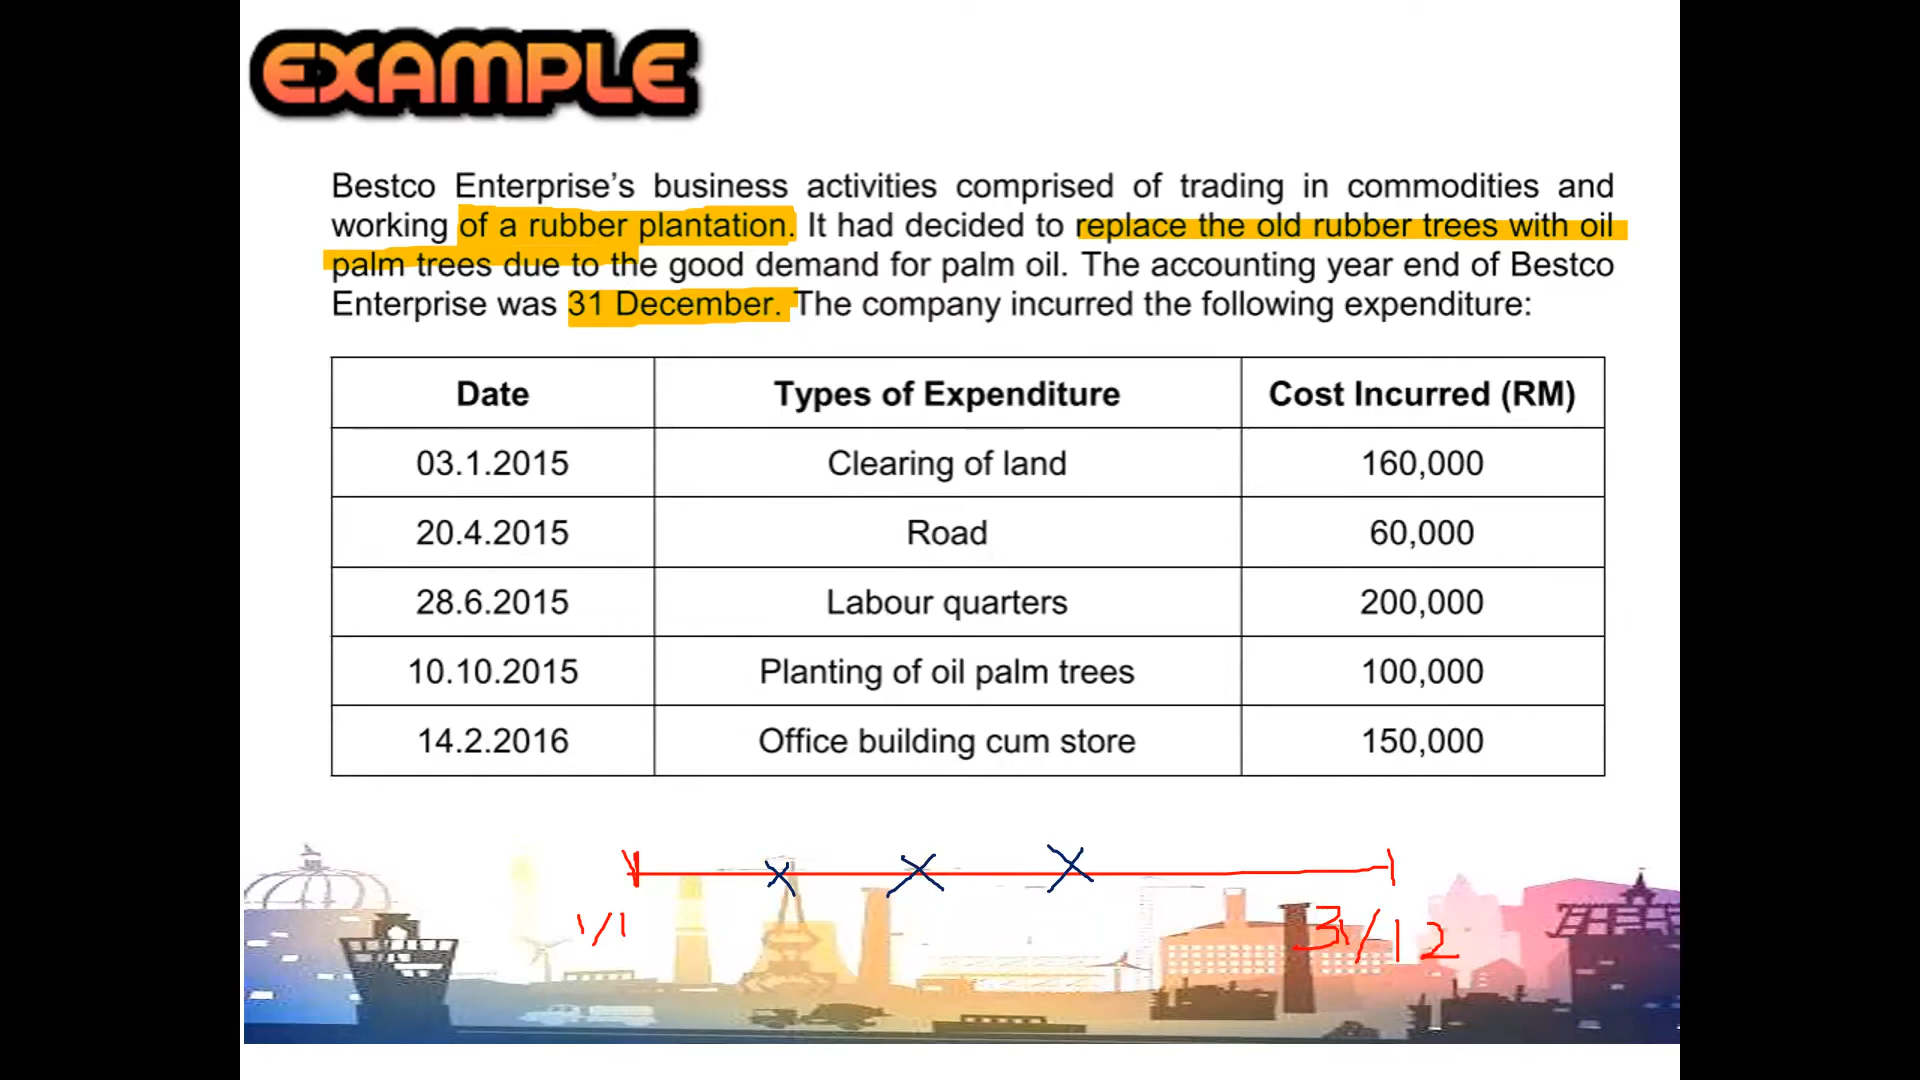 EXAMPLE
Bestco Enterprise's business activities comprised of trading in commodities and
working of a rubber plantation. It had decided to replace the old rubber trees with oil
palm trees due to the good demand for palm oil. The accounting year end of Bestco
Enterprise was 31 December. The company incurred the following expenditure:
Date Types of Expenditure Cost Incurred (RM)
03.1.2015 Clearing of land 160,000
20.4.2015 Road 60,000
28.6.2015 Labour quarters 200,000
10.10.2015 Planting of oil palm trees 100,000
14.2.2016 Office building cum store 150,000
1/1 31/12